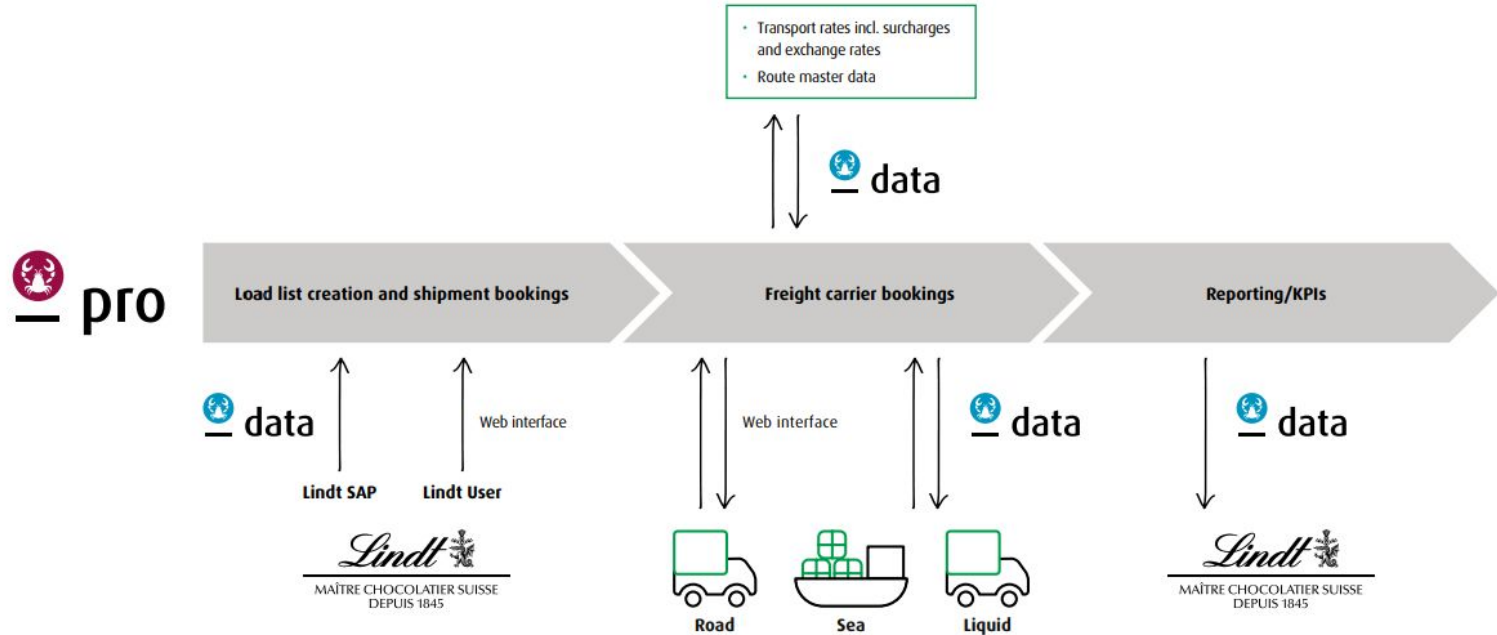 • Transport rates incl. surcharges
and exchange rates
• Route master data
data
pro
Load list creation and shipment bookings
Freight carrier bookings
Reporting/KPIs
data
Web interface
Web interface
data
data
Lindt SAP
Lindt User
Lindt
MAÎTRE CHOCOLATIER SUISSE
DEPUIS 1845
Road
Sea
Liquid
Lindt
MAÎTRE CHOCOLATIER SUISSE
DEPUIS 1845